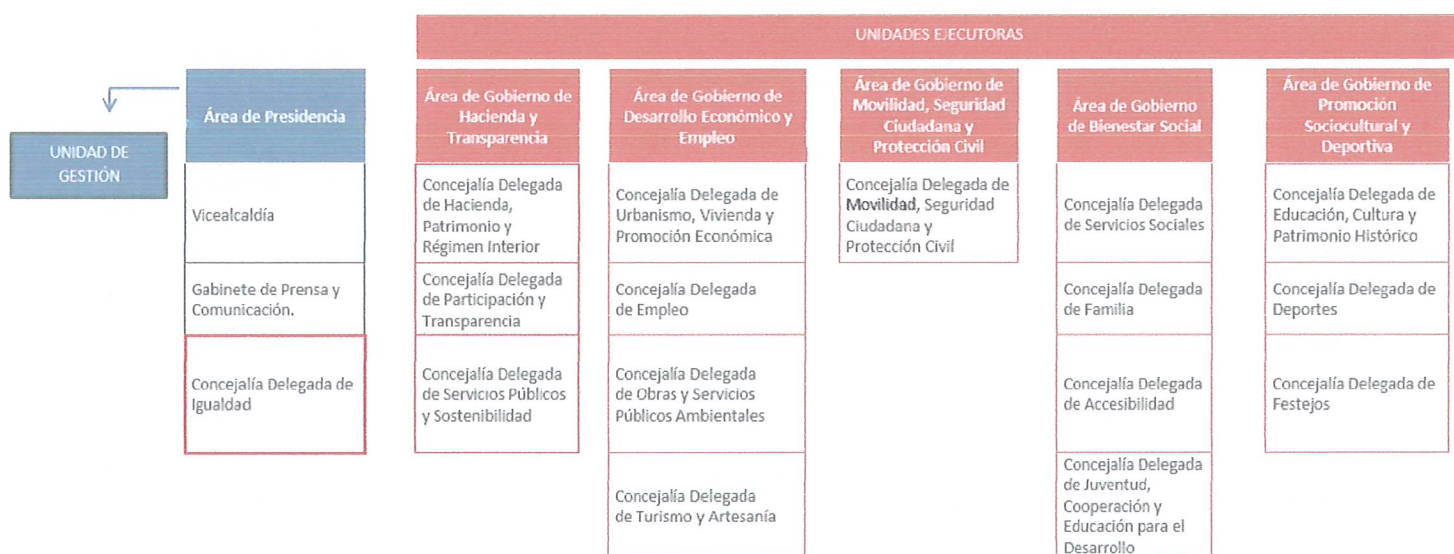 UNIDADES EJECUTORAS
UNIDAD DE
GESTIÓN
Área de Presidencia
Vicealcaldía
Gabinete de Prensa y
Comunicación.
Concejalía Delegada de
Igualdad
Área de Gobierno de
Hacienda y
Transparencia
Concejalía Delegada
de Hacienda,
Patrimonio y
Régimen Interior
Concejalía Delegada
de Participación y
Transparencia
Concejalía Delegada
de Servicios Públicos
y Sostenibilidad
Área de Gobierno de
Desarrollo Económico y
Empleo
Concejalía Delegada de
Urbanismo, Vivienda y
Promoción Económica
Concejalía Delegada
de Empleo
Concejalía Delegada
de Obras y Servicios
Públicos Ambientales
Concejalía Delegada
de Turismo y Artesanía
Área de Gobierno de
Movilidad, Seguridad
Ciudadana y
Protección Civil
Concejalía Delegada de
Movilidad, Seguridad
Ciudadana y
Protección Civil
Área de Gobierno
de Bienestar Social
Concejalía Delegada
de Servicios Sociales
Concejalía Delegada
de Familia
Concejalía Delegada
de Accesibilidad
Concejalía Delegada
de Juventud,
Cooperación y
Educación para el
Desarrollo
Área de Gobierno de
Promoción
Sociocultural y
Deportiva
Concejalía Delegada de
Educación, Cultura y
Patrimonio Histórico
Concejalía Delegada de
Deportes
Concejalía Delegada de
Festejos